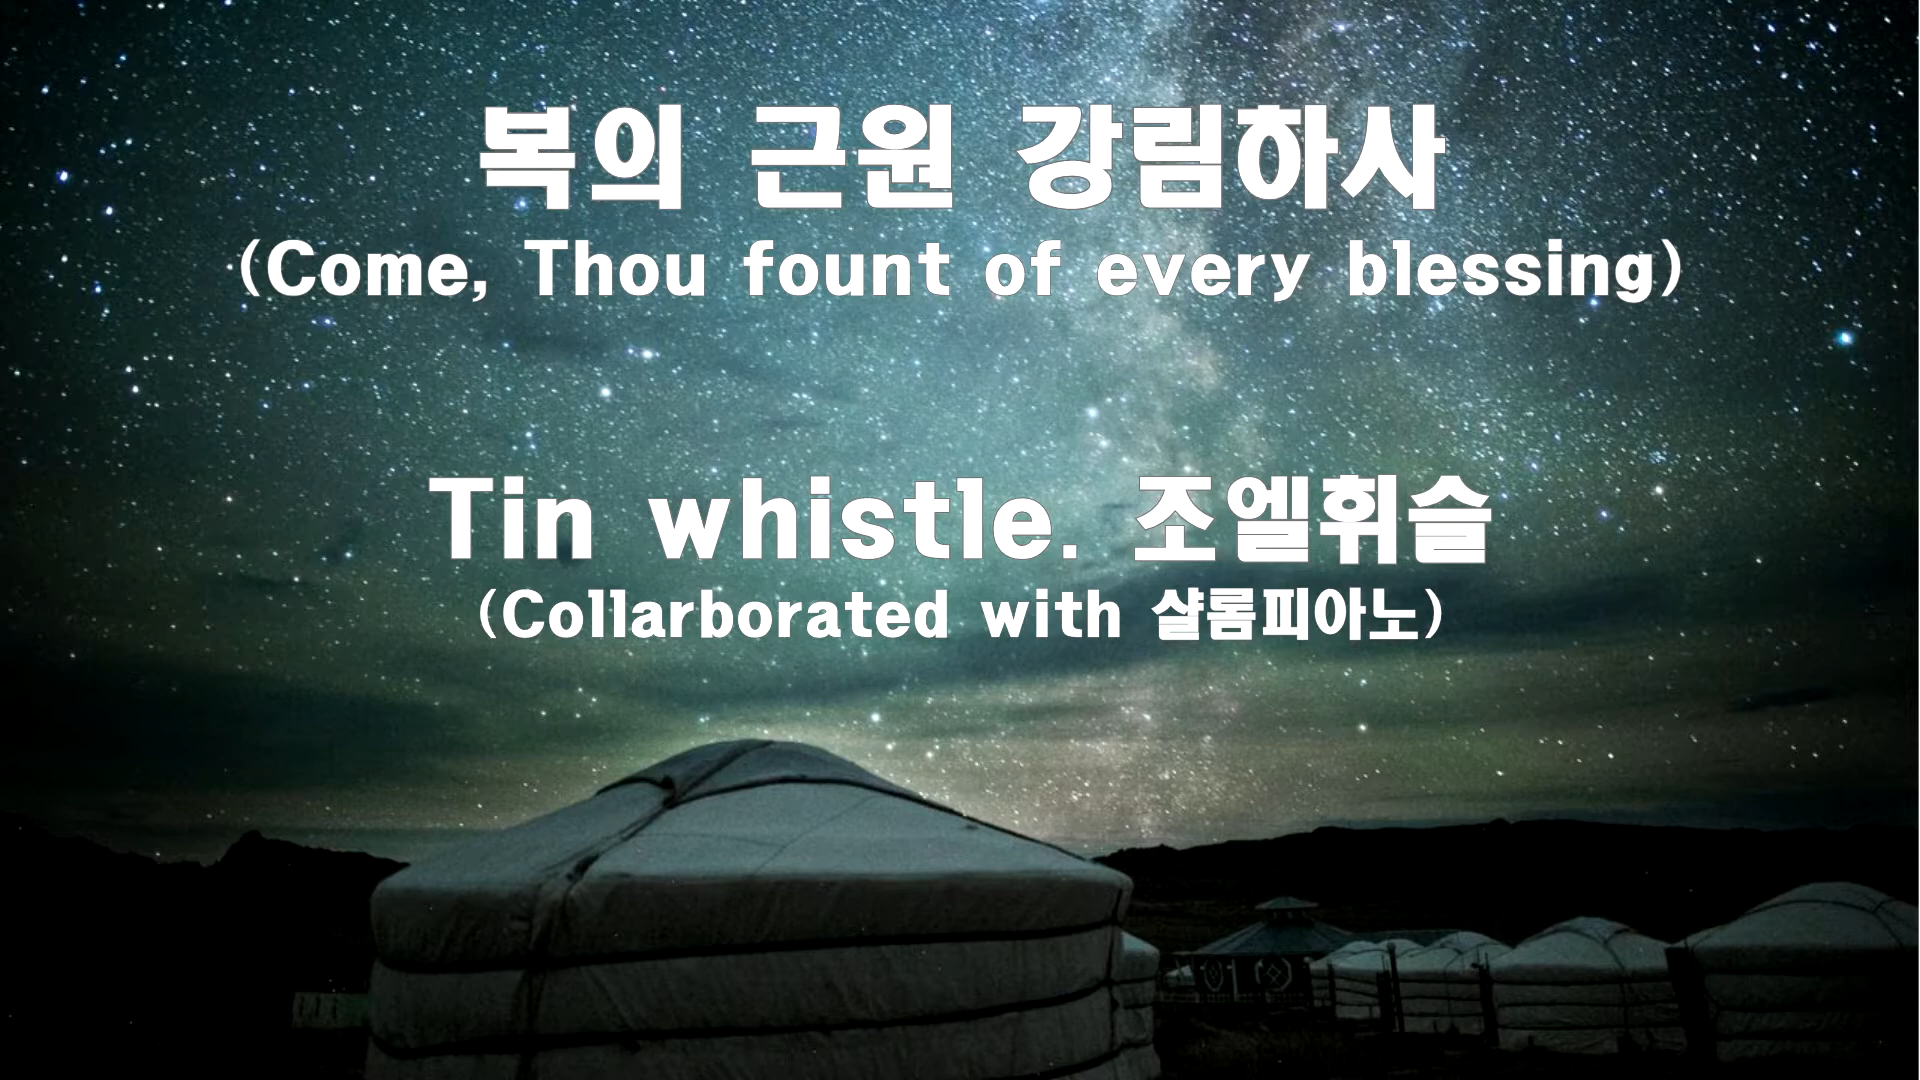 복의 근원 강림하사
(Come, Thou fount of every blessing)
Tin whistle. 조엘휘슬
(Collarborated with 샬롬피아노)